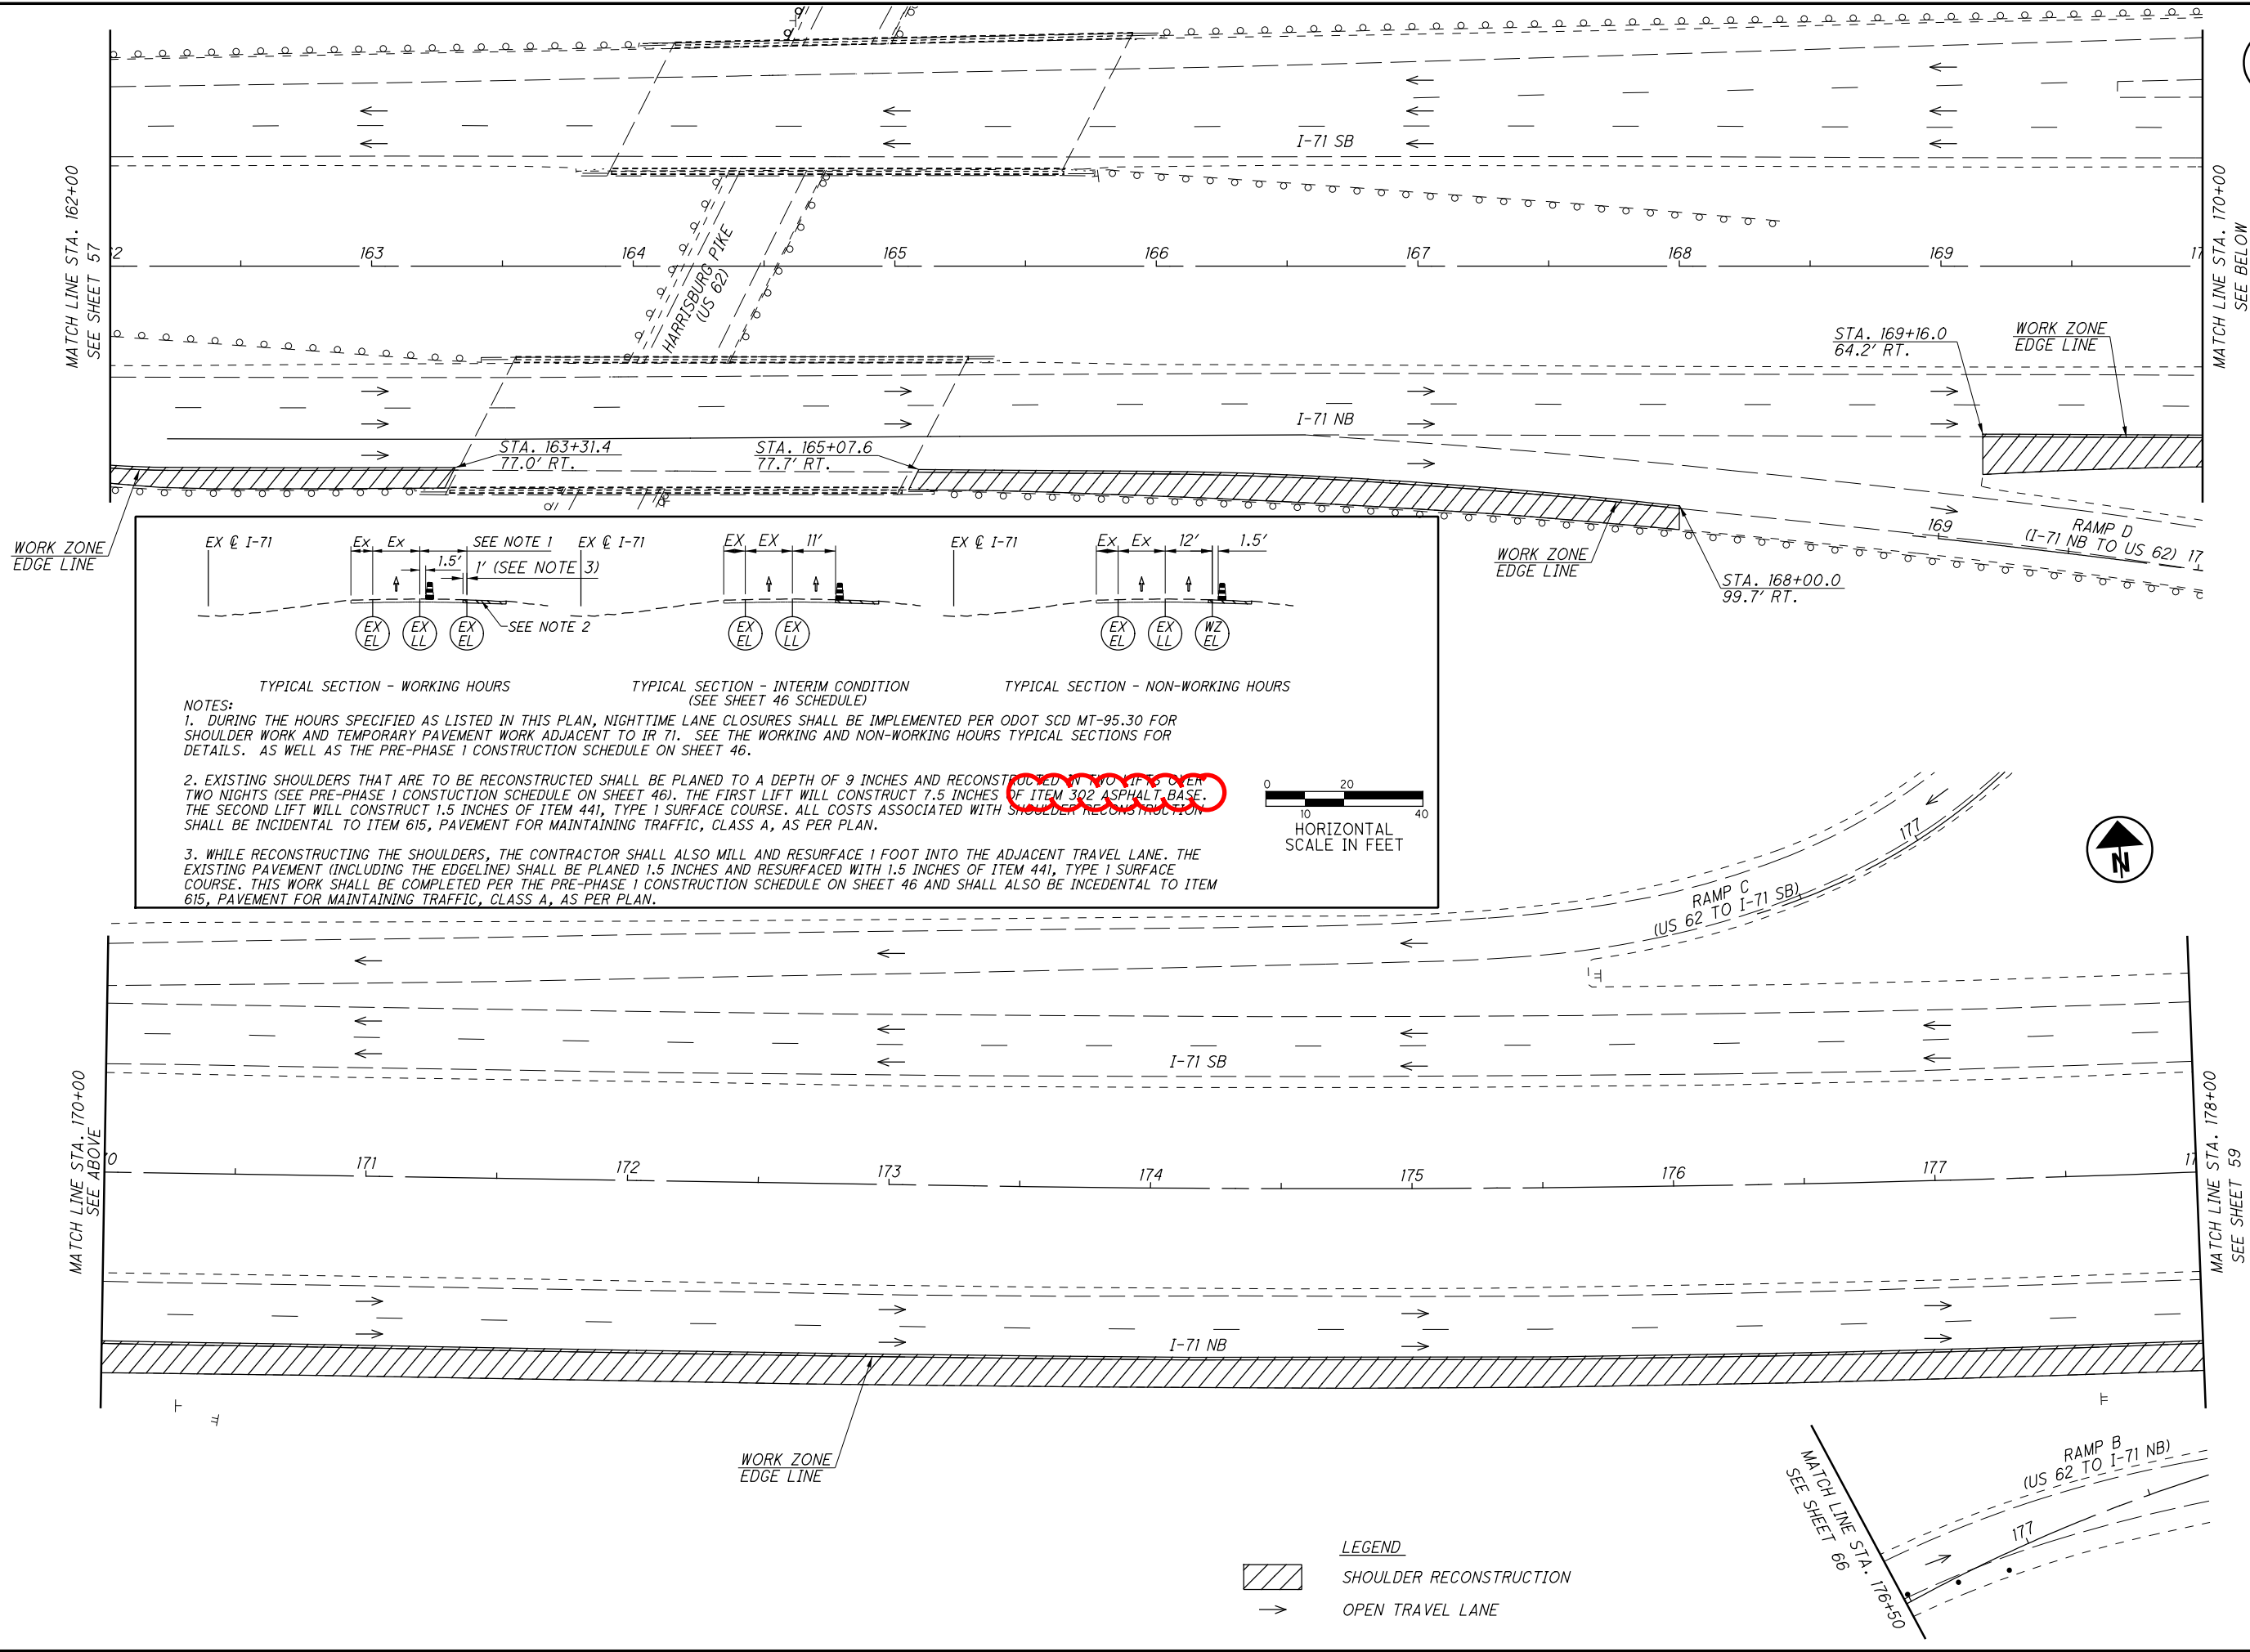 I-71 SB
MATCH LINE STA. 162+00
SEE SHEET 57
MATCH LINE STA. 170+00
SEE BELOW
163
164
165
166
167
168
169
17
HARRISBURG PIKE
(US 62)
STA. 169+16.0
64.2' RT.
WORK ZONE
EDGE LINE
I-71 NB
STA. 163+31.4
77.0' RT.
STA. 165+07.6
77.7' RT.
WORK ZONE
EDGE LINE
WORK ZONE
EDGE LINE
STA. 168+00.0
99.7' RT.
169
RAMP D
(I-71 NB TO US 62)
17
EX ℄ I-71
Ex
Ex
SEE NOTE 1
1.5'
1' (SEE NOTE 3)
SEE NOTE 2
EX
EL
EX
LL
EX
EL
TYPICAL SECTION - WORKING HOURS
EX ℄ I-71
EX
EX
11'
EX
EL
EX
LL
TYPICAL SECTION - INTERIM CONDITION
(SEE SHEET 46 SCHEDULE)
EX ℄ I-71
Ex
Ex
12'
1.5'
EX
EL
EX
LL
WZ
EL
TYPICAL SECTION - NON-WORKING HOURS
NOTES:
1. DURING THE HOURS SPECIFIED AS LISTED IN THIS PLAN, NIGHTTIME LANE CLOSURES SHALL BE IMPLEMENTED PER ODOT SCD MT-95.30 FOR
SHOULDER WORK AND TEMPORARY PAVEMENT WORK ADJACENT TO IR 71. SEE THE WORKING AND NON-WORKING HOURS TYPICAL SECTIONS FOR
DETAILS. AS WELL AS THE PRE-PHASE 1 CONSTRUCTION SCHEDULE ON SHEET 46.
2. EXISTING SHOULDERS THAT ARE TO BE RECONSTRUCTED SHALL BE PLANED TO A DEPTH OF 9 INCHES AND RECONSTRUCTED IN TWO LIFTS OVER
TWO NIGHTS (SEE PRE-PHASE 1 CONSTUCTION SCHEDULE ON SHEET 46). THE FIRST LIFT WILL CONSTRUCT 7.5 INCHES OF ITEM 302 ASPHALT BASE.
THE SECOND LIFT WILL CONSTRUCT 1.5 INCHES OF ITEM 441, TYPE 1 SURFACE COURSE. ALL COSTS ASSOCIATED WITH SHOULDER RECONSTRUCTION
SHALL BE INCIDENTAL TO ITEM 615, PAVEMENT FOR MAINTAINING TRAFFIC, CLASS A, AS PER PLAN.
3. WHILE RECONSTRUCTING THE SHOULDERS, THE CONTRACTOR SHALL ALSO MILL AND RESURFACE 1 FOOT INTO THE ADJACENT TRAVEL LANE. THE
EXISTING PAVEMENT (INCLUDING THE EDGELINE) SHALL BE PLANED 1.5 INCHES AND RESURFACED WITH 1.5 INCHES OF ITEM 441, TYPE 1 SURFACE
COURSE. THIS WORK SHALL BE COMPLETED PER THE PRE-PHASE 1 CONSTRUCTION SCHEDULE ON SHEET 46 AND SHALL ALSO BE INCEDENTAL TO ITEM
615, PAVEMENT FOR MAINTAINING TRAFFIC, CLASS A, AS PER PLAN.
0
20
10
40
HORIZONTAL
SCALE IN FEET
N
177
RAMP C
(US 62 TO I-71 SB)
I-71 SB
MATCH LINE STA. 170+00
SEE ABOVE
MATCH LINE STA. 178+00
SEE SHEET 59
171
172
173
174
175
176
177
17
I-71 NB
WORK ZONE
EDGE LINE
RAMP B
(US 62 TO I-71 NB)
177
MATCH LINE STA. 176+50
SEE SHEET 66
LEGEND
SHOULDER RECONSTRUCTION
OPEN TRAVEL LANE